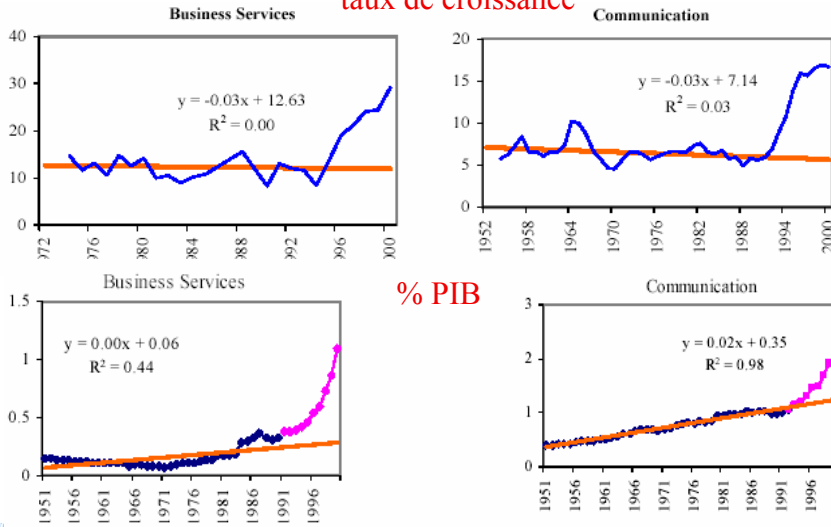 taux de croissance
Business Services
40
30
20
10
0
y = -0.03x + 12.63
R² = 0.00
972 976 980 984 988 992 996 000
Communication
20
15
10
5
0
y = -0.03x + 7.14
R² = 0.03
1952 1958 1964 1970 1976 1982 1988 1994 2000
% PIB
Business Services
1.5
1
0.5
0
y = 0.00x + 0.06
R² = 0.44
1951 1956 1961 1966 1971 1976 1981 1986 1991 1996
Communication
3
2
1
0
y = 0.02x + 0.35
R² = 0.98
1951 1956 1961 1966 1971 1976 1981 1986 1991 1996